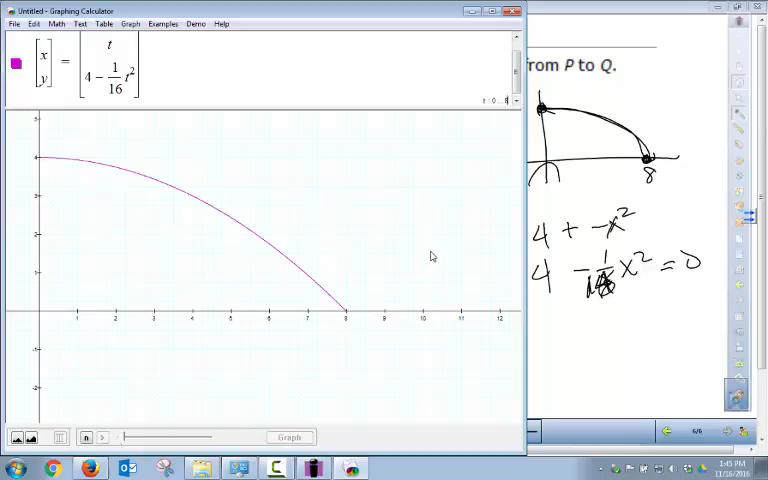 Untitled - Graphing Calculator
File Edit Math Text Table Graph Examples Demo Help
x = t
y 4 - 1/16 t²
t : 0 ... 8
5
4
3
2
1
1 2 3 4 5 6 7 8 9 10 11 12
-1
-2
n
Graph
from P to Q.
8
4 + -x²
4 - 1/16 x² = 0
6/6
1:45 PM
11/16/2016